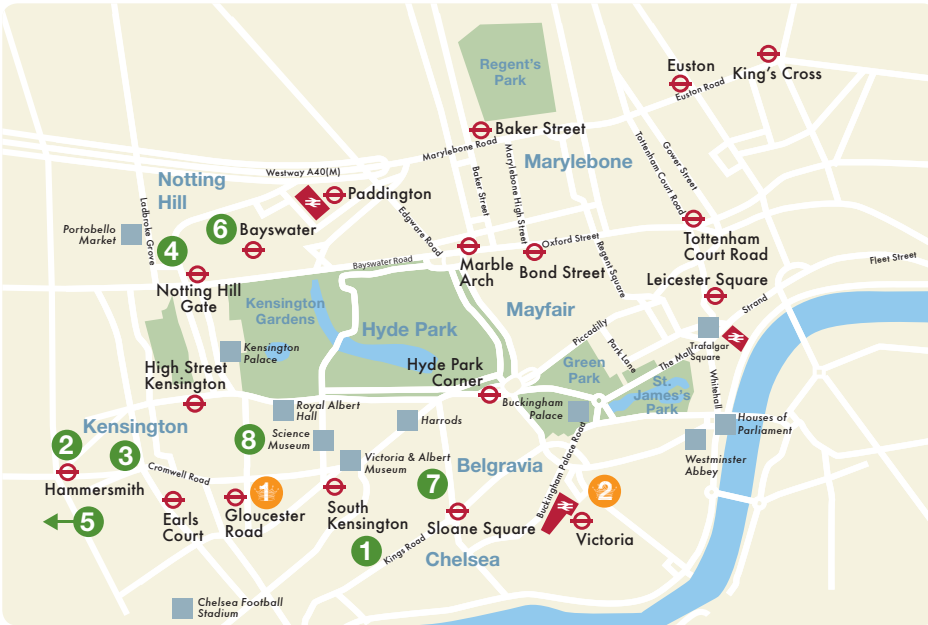 Regent's
Park
Euston
King's Cross
Euston Road
Baker Street
Marylebone Road
Marylebone
Tottenham Court Road
Gower Street
Westway A40(M)
Notting
Hill
Paddington
Baker Street
Marylebone High Street
Ladbrake Grove
Portobello
Market
6
Bayswater
Edgware Road
4
Bayswater Road
Marble
Arch
Oxford Street
Bond Street
Regent Square
Tottenham
Court Road
Fleet Street
Notting Hill
Gate
Leicester Square
Kensington
Gardens
Hyde Park
Mayfair
Strand
Piccadilly
Park Lane
Trafalgar
Square
The Mall
Kensington
Palace
High Street
Kensington
Hyde Park
Corner
Green
Park
St.
James's
Park
Whitehall
Buckingham
Palace
Royal Albert
Hall
Harrods
Houses of
Parliament
Kensington
2
3
8
Science
Museum
Victoria & Albert
Museum
Belgravia
Westminster
Abbey
Hammersmith
Cromwell Road
7
Buckingham Palace Road
1
2
5
Earls
Court
Gloucester
Road
South
Kensington
Sloane Square
Victoria
1
Kings Road
Chelsea
Chelsea Football
Stadium